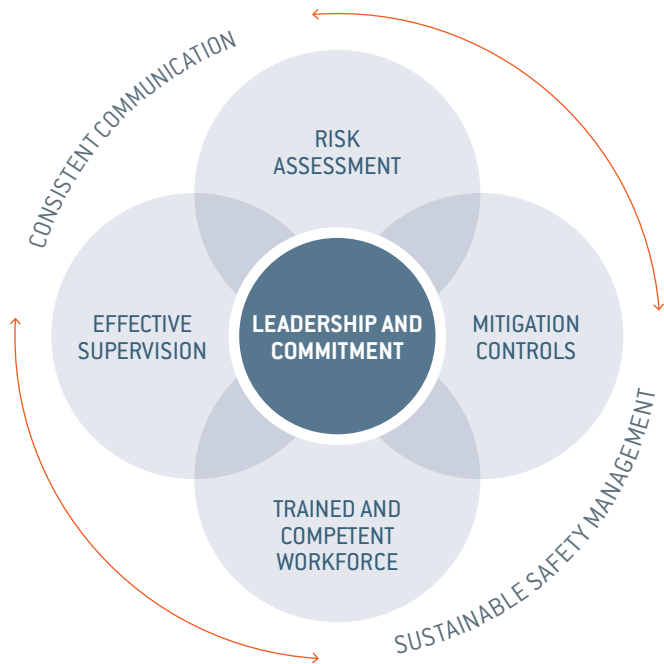 CONSISTENT COMMUNICATION
RISK
ASSESSMENT
EFFECTIVE
SUPERVISION
LEADERSHIP AND
COMMITMENT
MITIGATION
CONTROLS
TRAINED AND
COMPETENT
WORKFORCE
SUSTAINABLE SAFETY MANAGEMENT